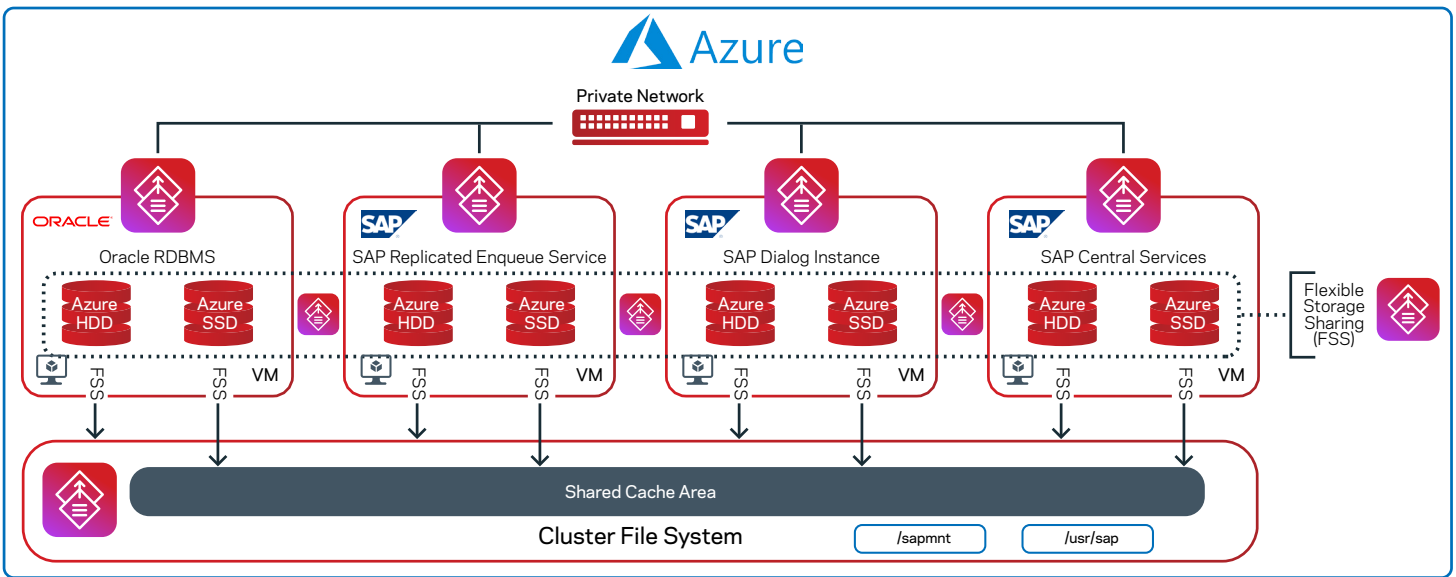 Azure
Private Network
ORACLE
Oracle RDBMS
Azure
HDD
Azure
SSD
FSS
FSS
VM
SAP
SAP Replicated Enqueue Service
Azure
HDD
Azure
SSD
FSS
FSS
VM
SAP
SAP Dialog Instance
Azure
HDD
Azure
SSD
FSS
FSS
VM
SAP
SAP Central Services
Azure
HDD
Azure
SSD
FSS
FSS
VM
Flexible
Storage
Sharing
(FSS)
Shared Cache Area
Cluster File System
/sapmnt
/usr/sap